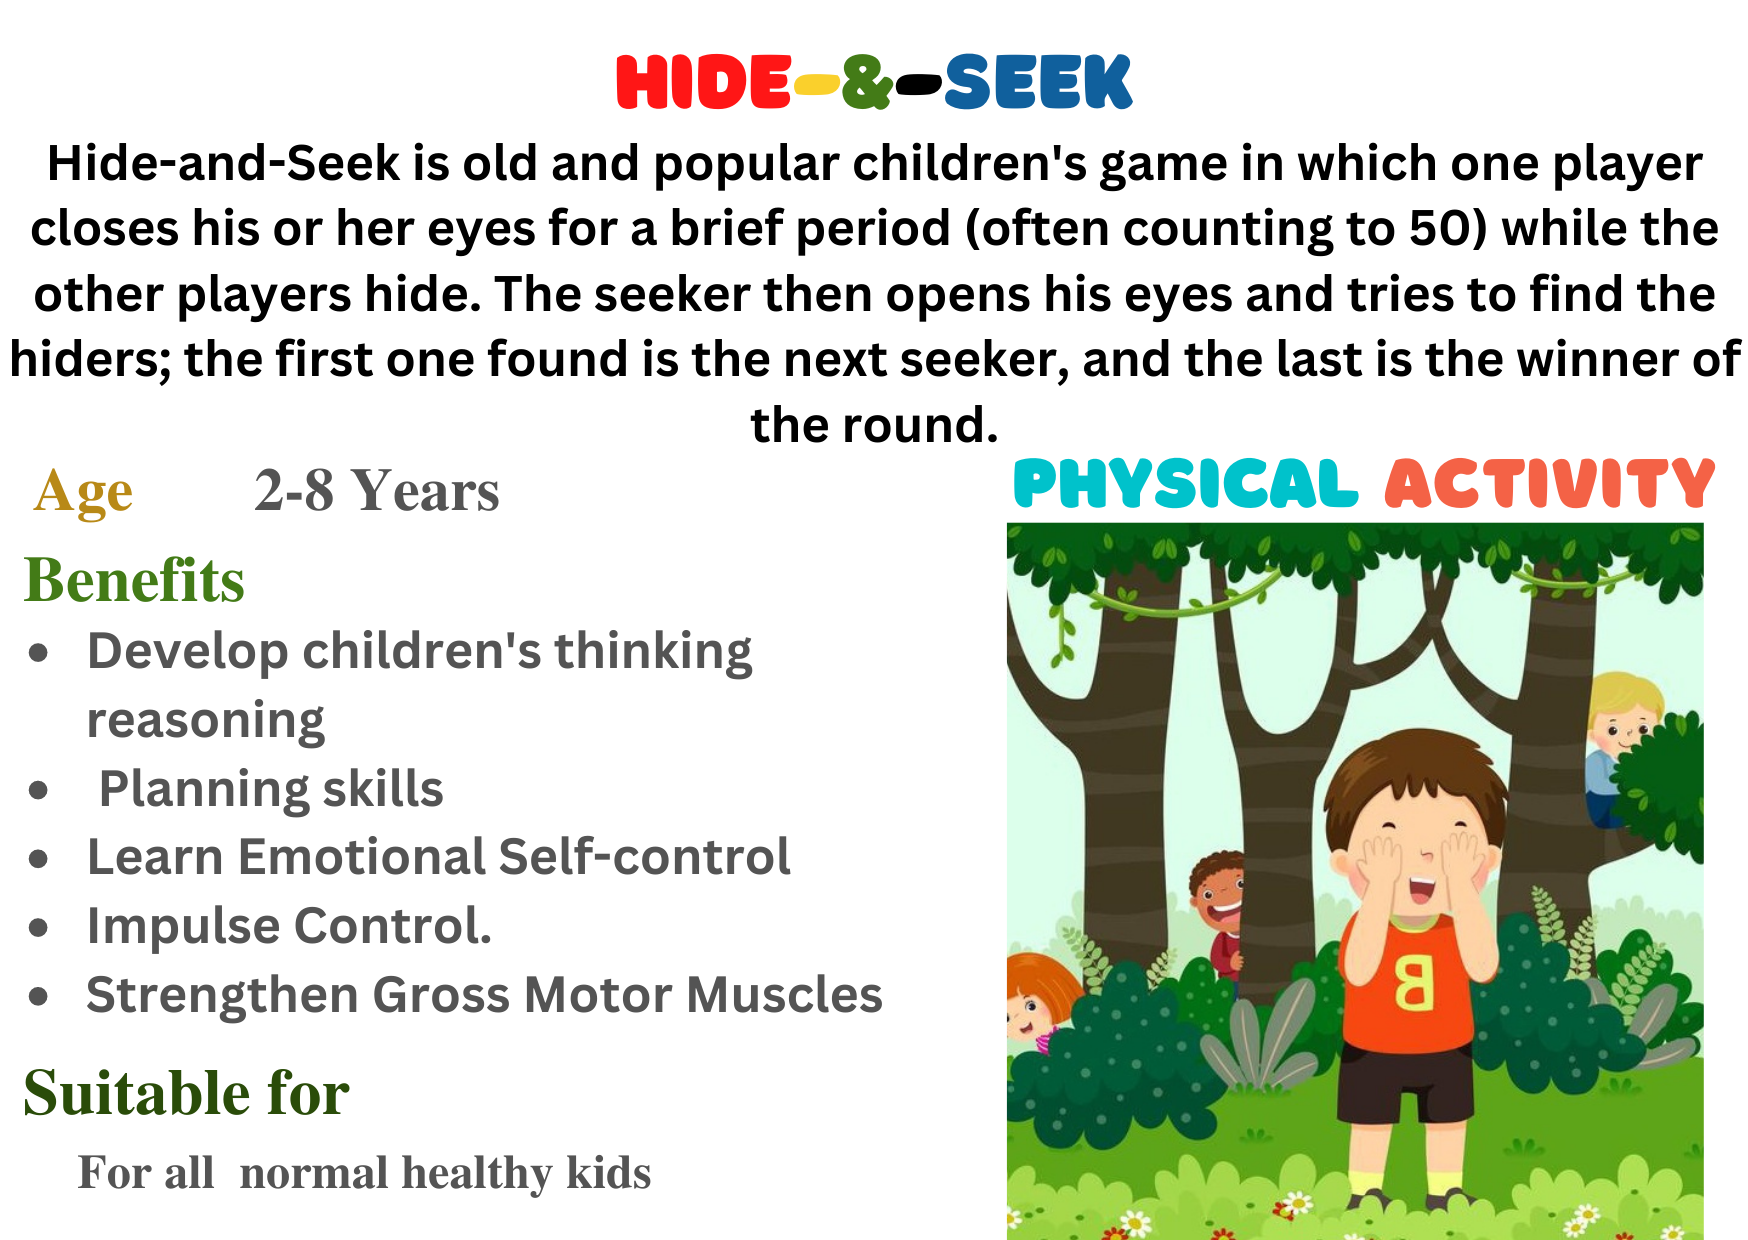 HIDE-&-SEEK
Hide-and-Seek is old and popular children's game in which one player
closes his or her eyes for a brief period (often counting to 50) while the
other players hide. The seeker then opens his eyes and tries to find the
hiders; the first one found is the next seeker, and the last is the winner of
the round.
Age 2-8 Years
Benefits
• Develop children's thinking
reasoning
• Planning skills
• Learn Emotional Self-control
• Impulse Control.
• Strengthen Gross Motor Muscles
Suitable for
For all normal healthy kids
PHYSICAL ACTIVITY
B